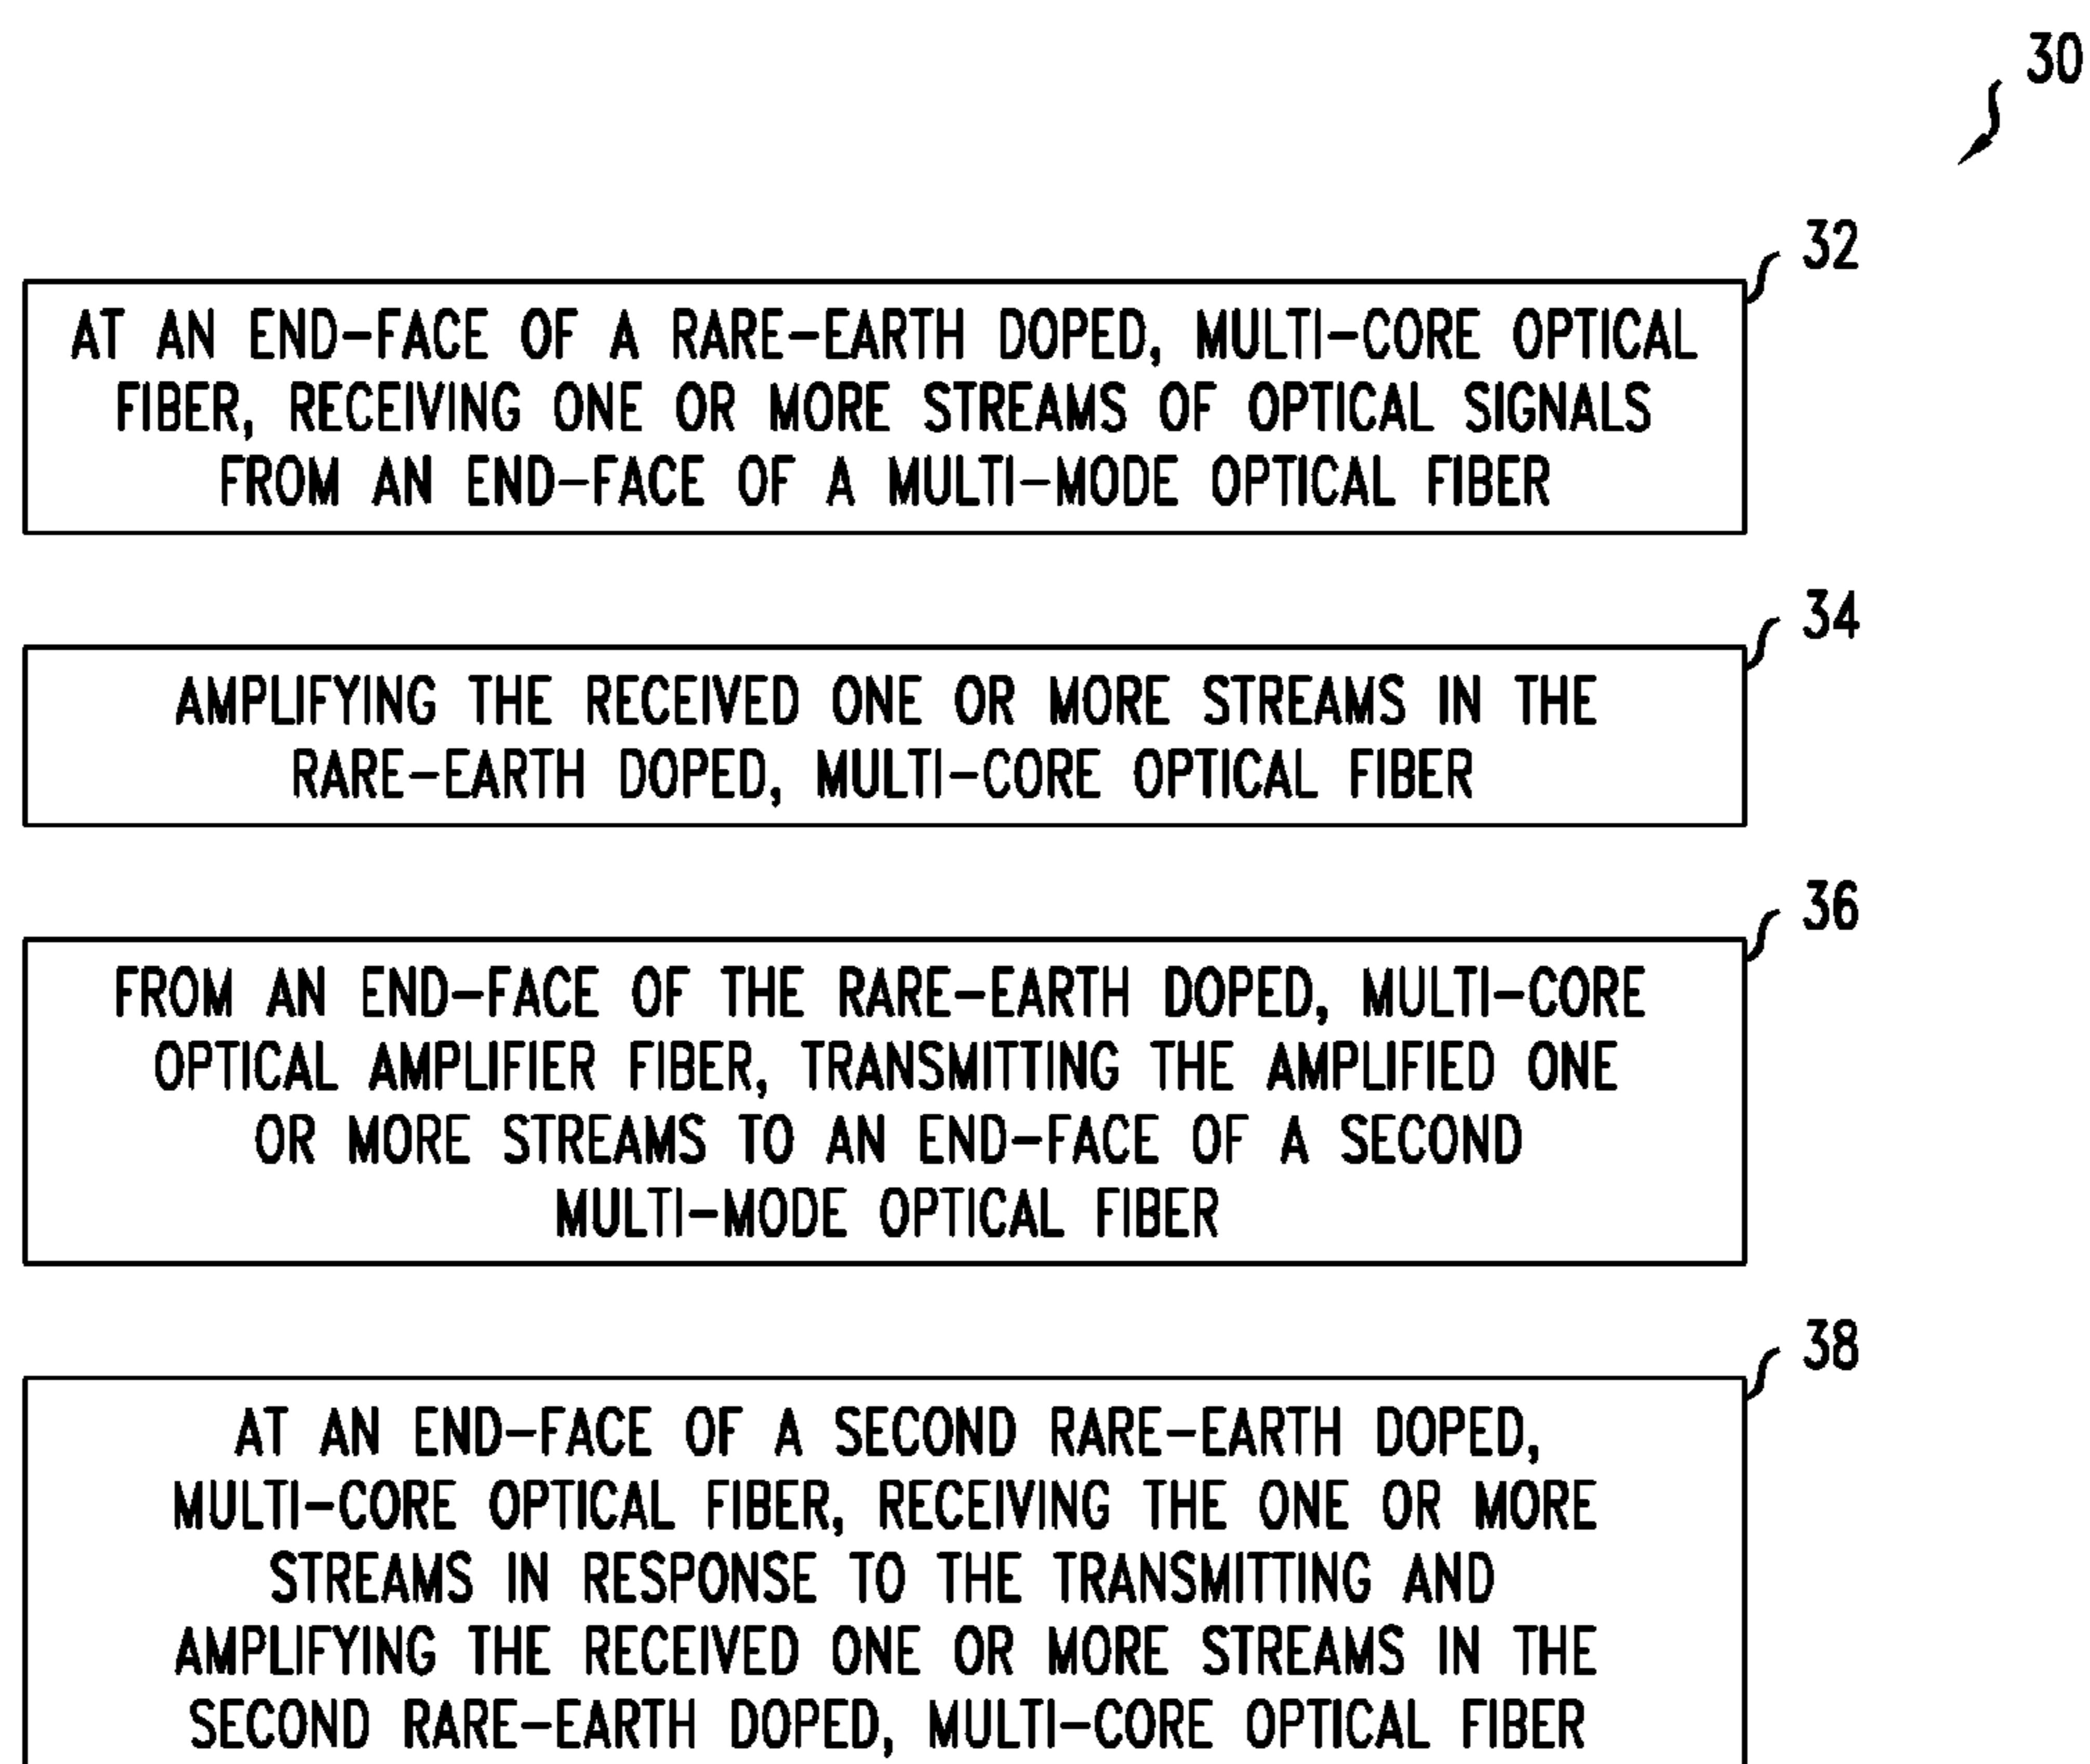 30
32
AT AN END-FACE OF A RARE-EARTH DOPED, MULTI-CORE OPTICAL
FIBER, RECEIVING ONE OR MORE STREAMS OF OPTICAL SIGNALS
FROM AN END-FACE OF A MULTI-MODE OPTICAL FIBER
34
AMPLIFYING THE RECEIVED ONE OR MORE STREAMS IN THE
RARE-EARTH DOPED, MULTI-CORE OPTICAL FIBER
36
FROM AN END-FACE OF THE RARE-EARTH DOPED, MULTI-CORE
OPTICAL AMPLIFIER FIBER, TRANSMITTING THE AMPLIFIED ONE
OR MORE STREAMS TO AN END-FACE OF A SECOND
MULTI-MODE OPTICAL FIBER
38
AT AN END-FACE OF A SECOND RARE-EARTH DOPED,
MULTI-CORE OPTICAL FIBER, RECEIVING THE ONE OR MORE
STREAMS IN RESPONSE TO THE TRANSMITTING AND
AMPLIFYING THE RECEIVED ONE OR MORE STREAMS IN THE
SECOND RARE-EARTH DOPED, MULTI-CORE OPTICAL FIBER